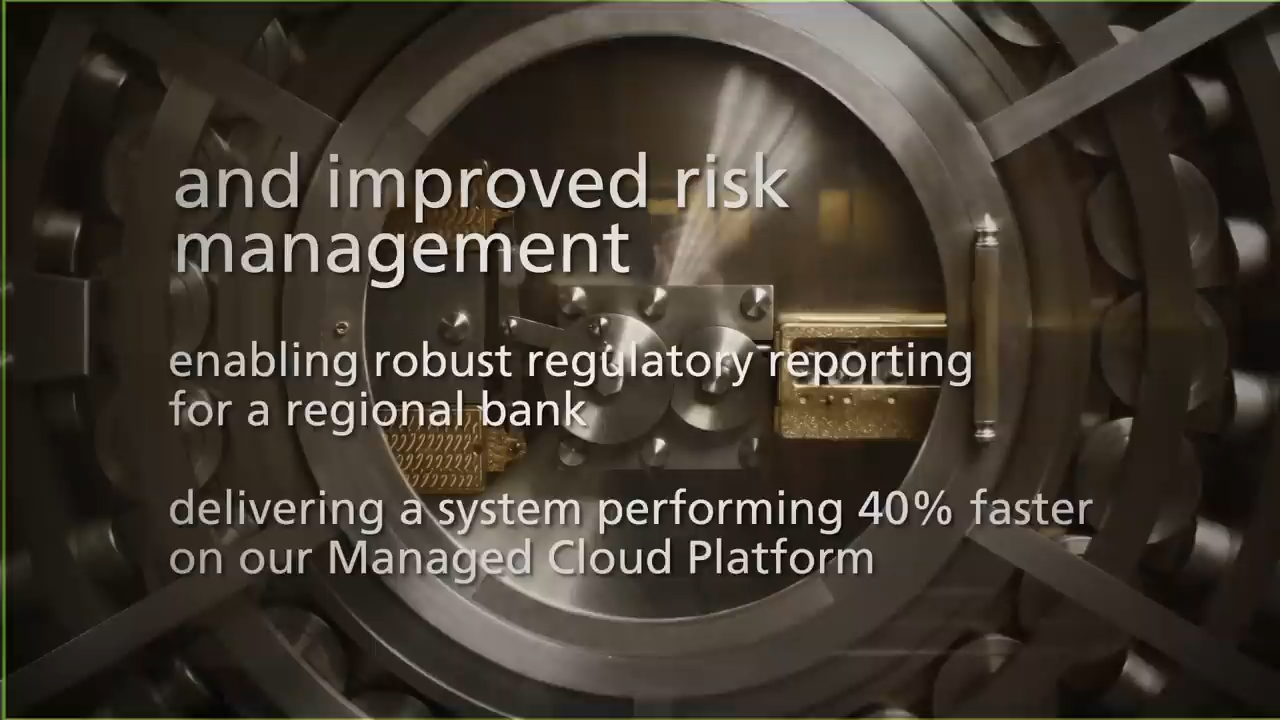 and improved risk
management
enabling robust regulatory reporting
for a regional bank
delivering a system performing 40% faster
on our Managed Cloud Platform